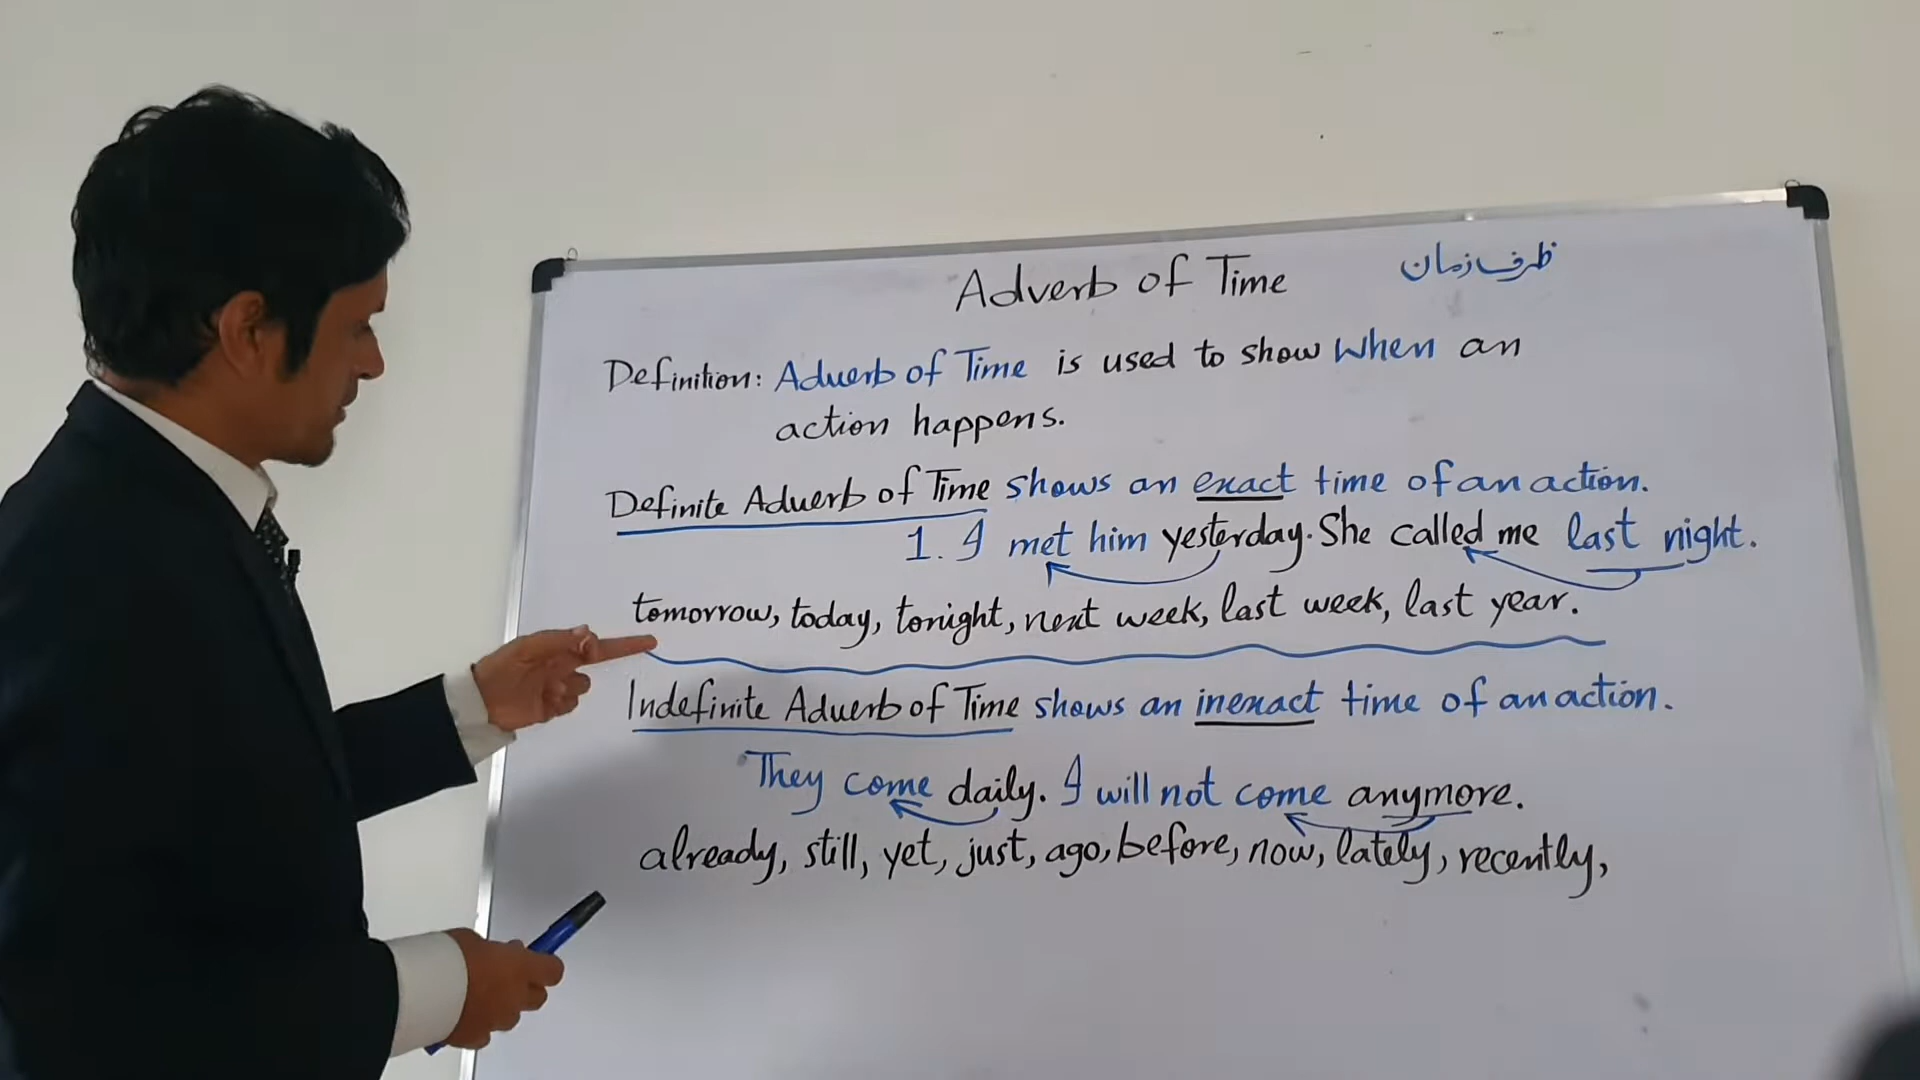 Adverb of Time ظرف زمان
Definition: Adverb of Time is used to show when an
action happens.
Definite Adverb of Time shows an exact time of an action.
1. I met him yesterday. She called me last night.
tomorrow, today, tonight, next week, last week, last year.
Indefinite Adverb of Time shows an inexact time of an action.
They come daily. I will not come anymore.
already, still, yet, just, ago, before, now, lately, recently,